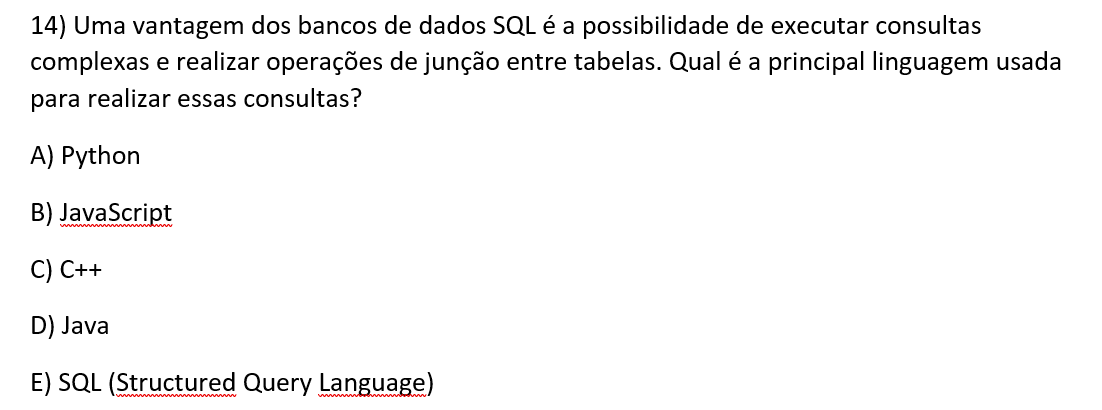 14) Uma vantagem dos bancos de dados SQL é a possibilidade de executar consultas
complexas e realizar operações de junção entre tabelas. Qual é a principal linguagem usada
para realizar essas consultas?
A) Python
B) JavaScript
C) C++
D) Java
E) SQL (Structured Query Language)